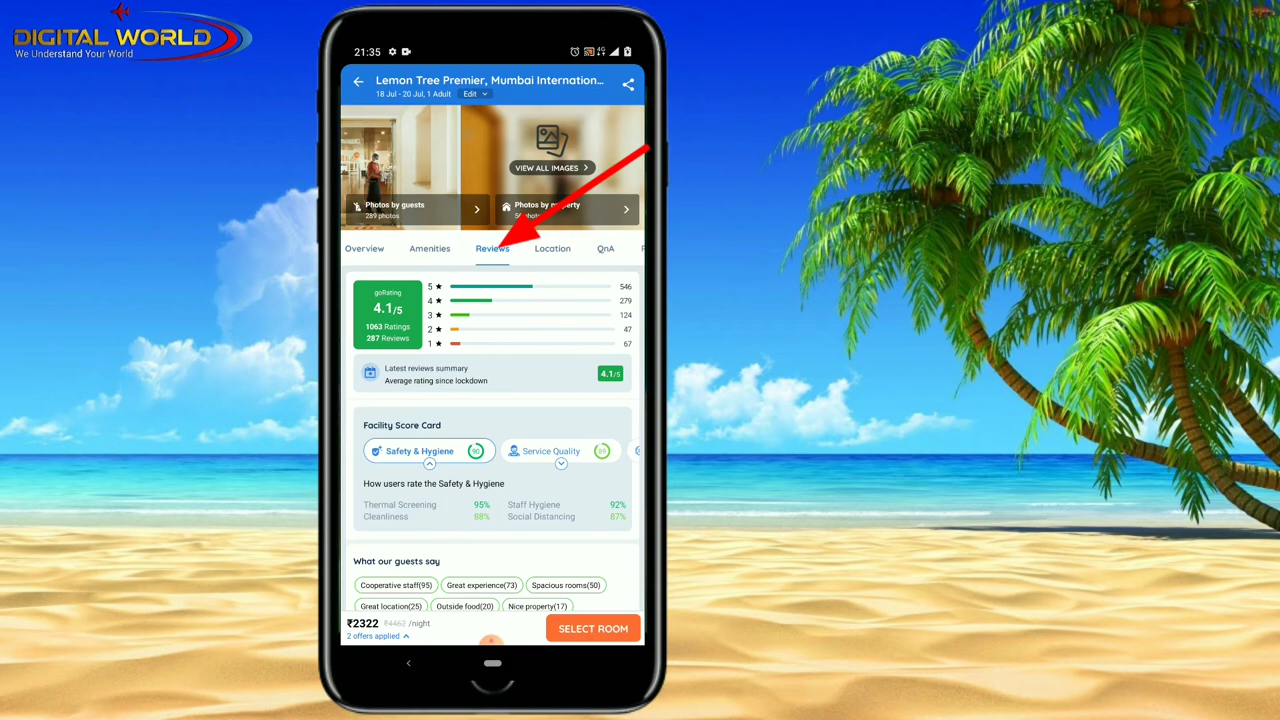 DIGITAL WORLD
We Understand Your World
21:35
4G
Lemon Tree Premier, Mumbai Internation...
18 Jul - 20 Jul, 1 Adult Edit
VIEW ALL IMAGES
Photos by guests
289 photos
Photos by property
Overview Amenities Reviews Location QnA
goRating
4.1/5
1063 Ratings
287 Reviews
5 ★ 546
4 ★ 279
3 ★ 124
2 ★ 47
1 ★ 67
Latest reviews summary
Average rating since lockdown
4.1/5
Facility Score Card
Safety & Hygiene 90
Service Quality 89
How users rate the Safety & Hygiene
Thermal Screening 95% Staff Hygiene 92%
Cleanliness 88% Social Distancing 87%
What our guests say
Cooperative staff(95) Great experience(73) Spacious rooms(50)
Great location(25) Outside food(20) Nice property(17)
₹2322 ₹4462 /night
2 offers applied
SELECT ROOM